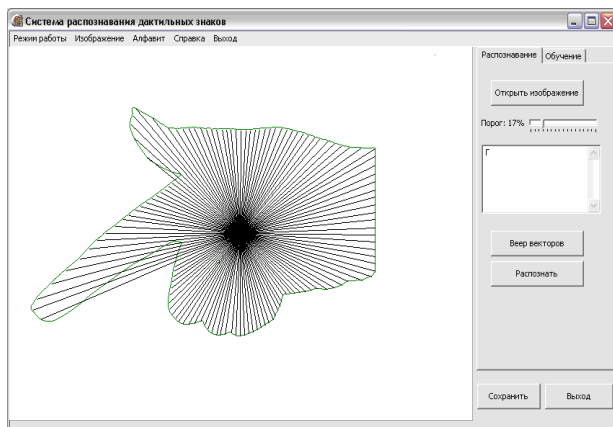 Система распознавания дактильных знаков
Режим работы Изображение Алфавит Справка Выход
Распознавание Обучение
Открыть изображение
Порог: 17%
Г
Веер векторов
Распознать
Сохранить Выход